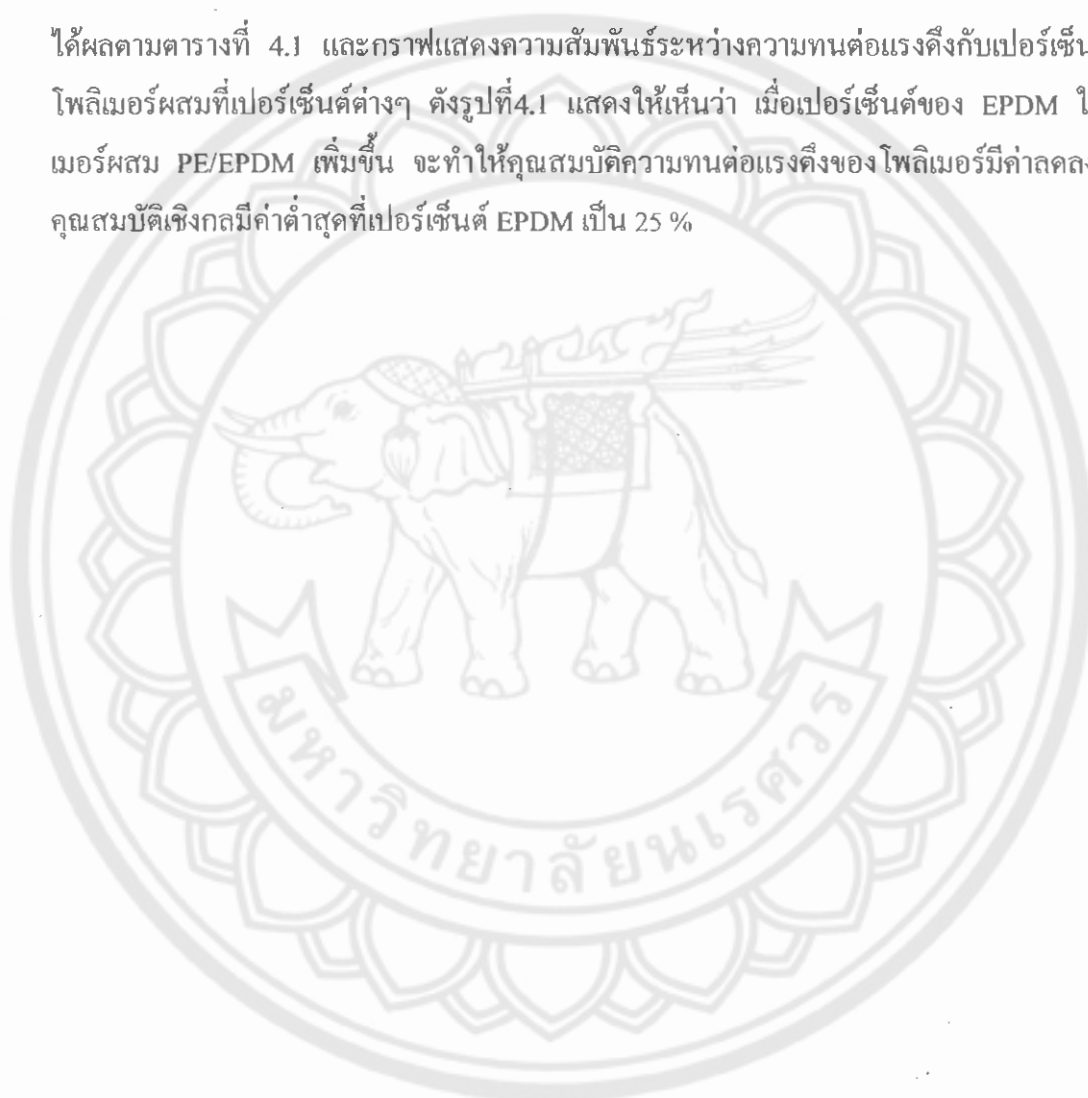 ได้ผลตามตารางที่ 4.1 และกราฟแสดงความสัมพันธ์ระหว่างความทนต่อแรงดึงกับเปอร์เซ็น
โพลิเมอร์ผสมที่เปอร์เซ็นต์ต่างๆ ดังรูปที่4.1 แสดงให้เห็นว่า เมื่อเปอร์เซ็นต์ของ EPDM ใ
เมอร์ผสม PE/EPDM เพิ่มขึ้น จะทำให้คุณสมบัติความทนต่อแรงดึงของโพลิเมอร์มีค่าลดลง
คุณสมบัติเชิงกลมีค่าต่ำสุดที่เปอร์เซ็นต์ EPDM เป็น 25 %
มหาวิทยาลัยนเรศวร